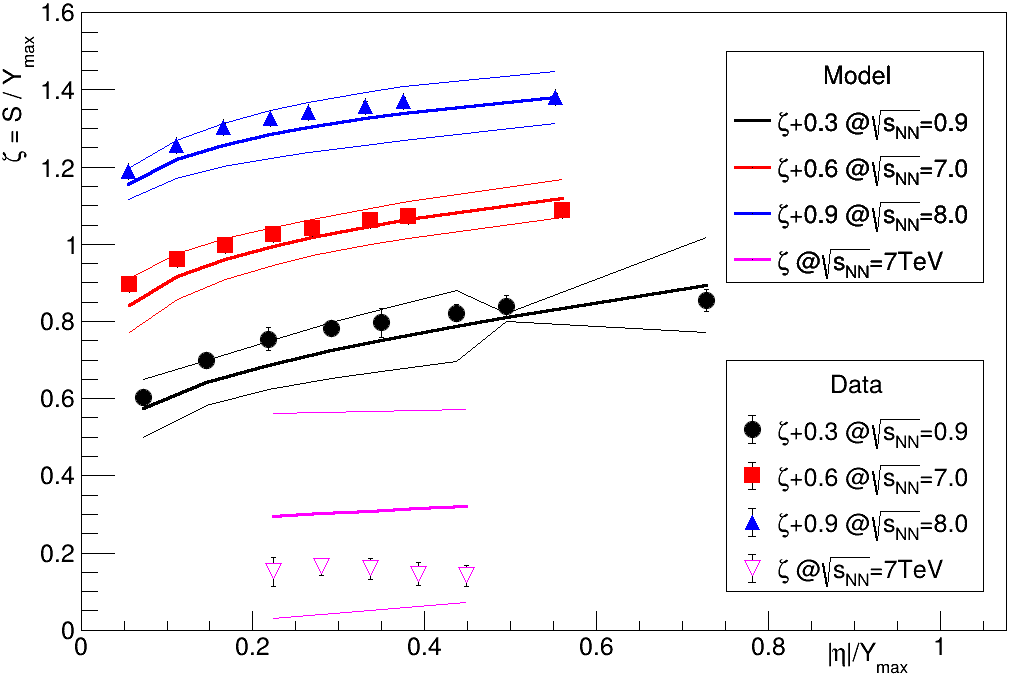 1.6
1.4
1.2
1
0.8
0.6
0.4
0.2
0
ζ = S / Y_max
Model
ζ+0.3 @√s_NN=0.9
ζ+0.6 @√s_NN=7.0
ζ+0.9 @√s_NN=8.0
ζ @√s_NN=7TeV
Data
ζ+0.3 @√s_NN=0.9
ζ+0.6 @√s_NN=7.0
ζ+0.9 @√s_NN=8.0
ζ @√s_NN=7TeV
0 0.2 0.4 0.6 0.8 1
|η|/Y_max